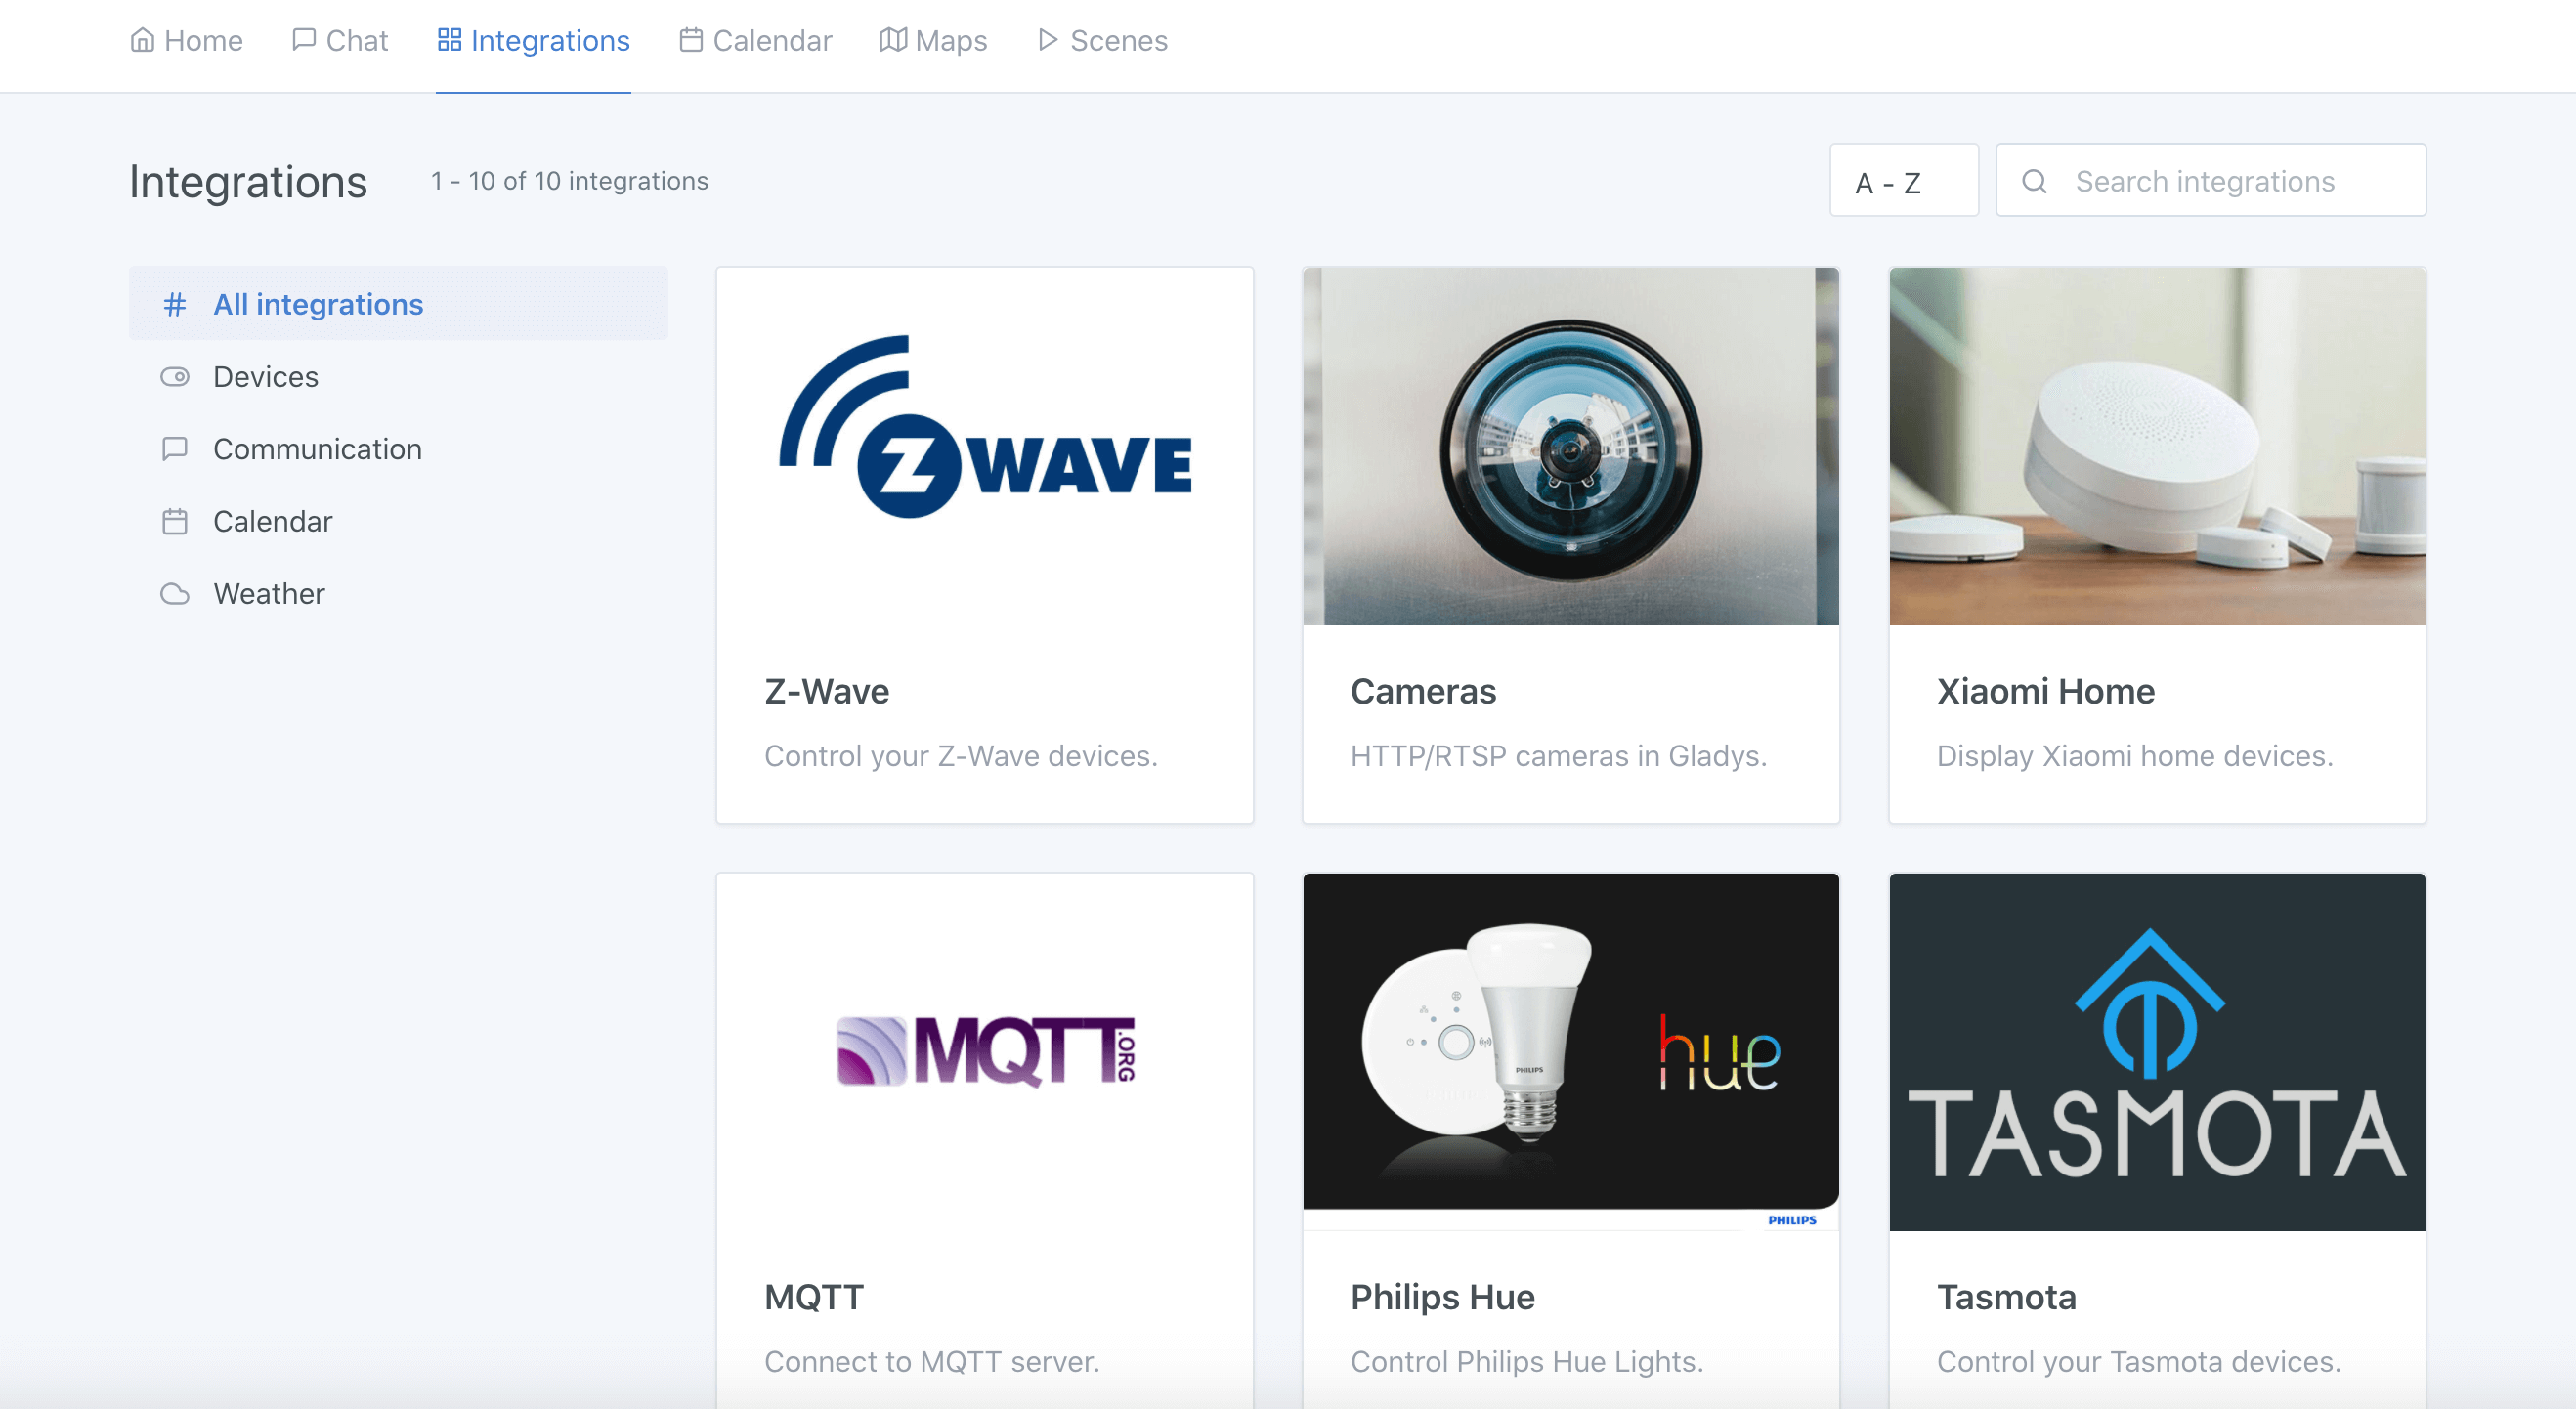 Home Chat Integrations Calendar Maps Scenes
Integrations 1 - 10 of 10 integrations A - Z Search integrations
# All integrations
Devices
Communication
Calendar
Weather
Z WAVE
Z-Wave
Control your Z-Wave devices.
Cameras
HTTP/RTSP cameras in Gladys.
Xiaomi Home
Display Xiaomi home devices.
MQTT.ORG
MQTT
Connect to MQTT server.
PHILIPS
hue
PHILIPS
Philips Hue
Control Philips Hue Lights.
TASMOTA
Tasmota
Control your Tasmota devices.